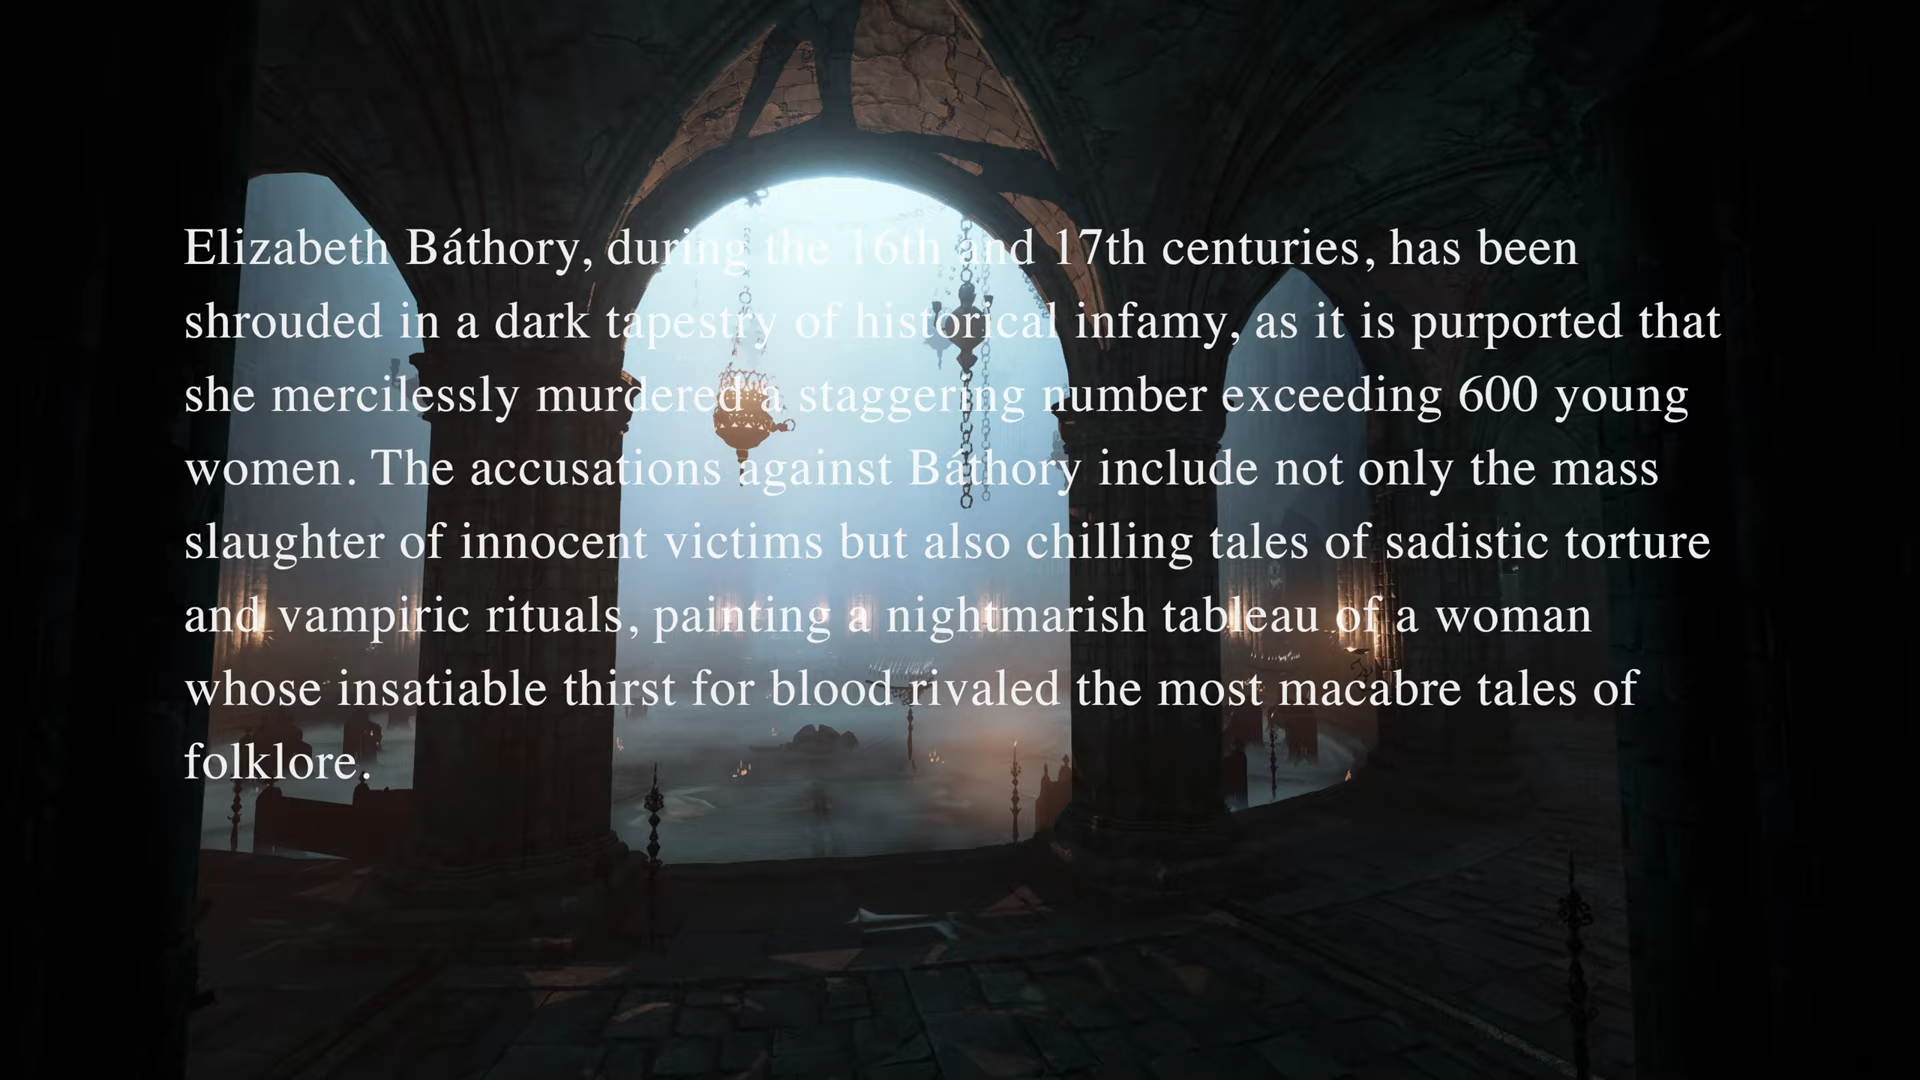 Elizabeth Báthory, during the 16th and 17th centuries, has been
shrouded in a dark tapestry of historical infamy, as it is purported that
she mercilessly murdered a staggering number exceeding 600 young
women. The accusations against Báthory include not only the mass
slaughter of innocent victims but also chilling tales of sadistic torture
and vampiric rituals, painting a nightmarish tableau of a woman
whose insatiable thirst for blood rivaled the most macabre tales of
folklore.